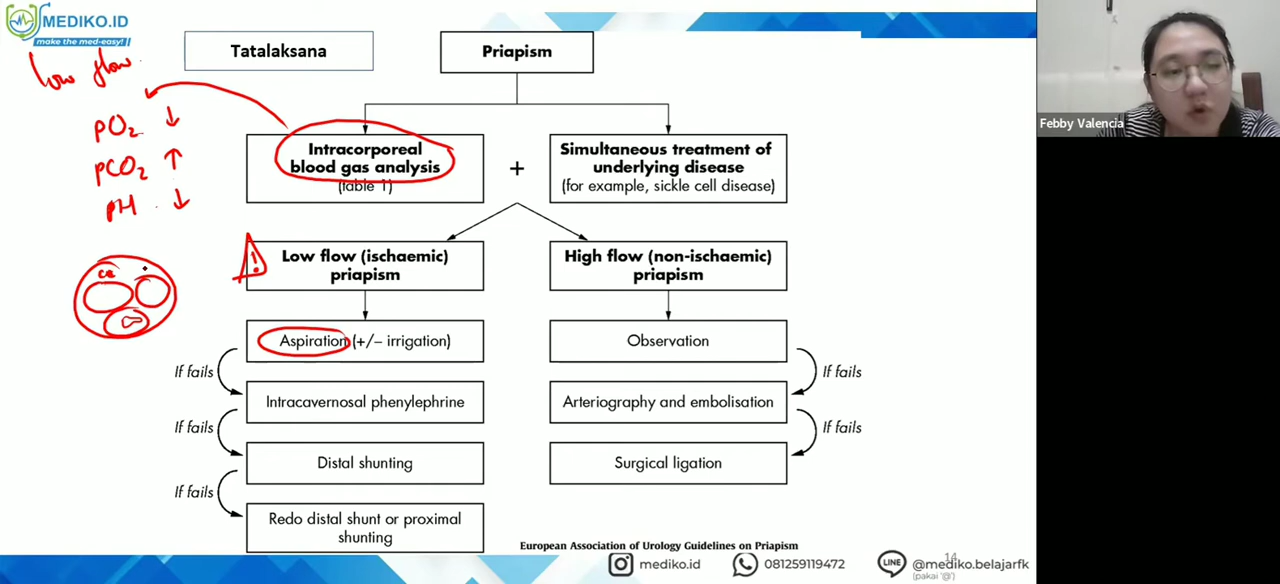 MEDIKO.ID
make the med-easy!
Tatalaksana
Priapism
low flow
pO2 ↓
pCO2 ↑
pH ↓
Intracorporeal
blood gas analysis
(table 1)
+
Simultaneous treatment of
underlying disease
(for example, sickle cell disease)
!
Low flow (ischaemic)
priapism
High flow (non-ischaemic)
priapism
Aspiration (+/– irrigation)
Observation
If fails
If fails
Intracavernosal phenylephrine
Arteriography and embolisation
If fails
If fails
Distal shunting
Surgical ligation
If fails
Redo distal shunt or proximal
shunting
European Association of Urology Guidelines on Priapism
14
mediko.id
081259119472
LINE
@mediko.belajarfk
(pakai '@')
Febby Valencia